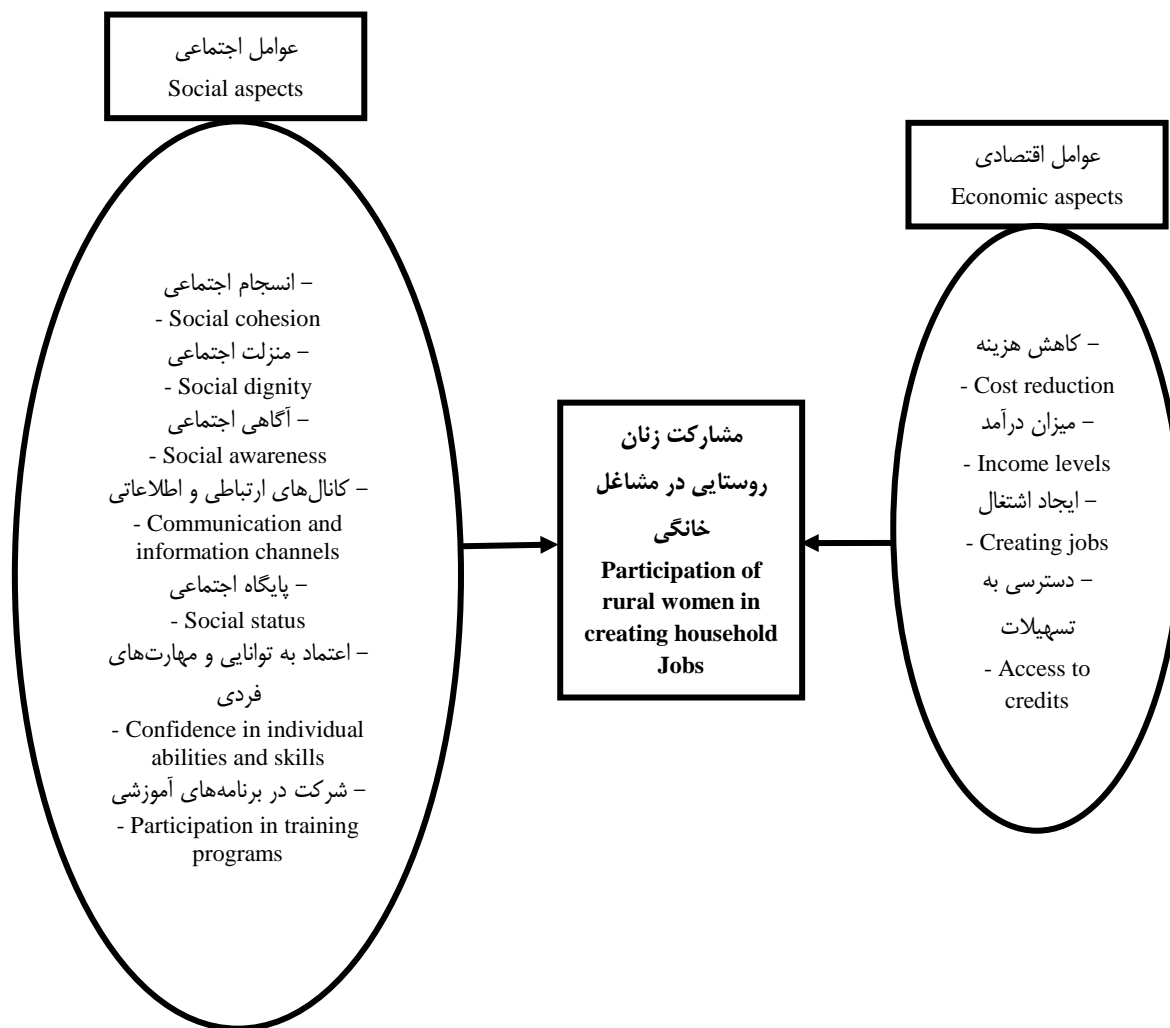 عوامل اجتماعی
Social aspects
– انسجام اجتماعی
- Social cohesion
– منزلت اجتماعی
- Social dignity
– آگاهی اجتماعی
- Social awareness
– کانال‌های ارتباطی و اطلاعاتی
- Communication and
information channels
– پایگاه اجتماعی
- Social status
– اعتماد به توانایی و مهارت‌های
فردی
- Confidence in individual
abilities and skills
– شرکت در برنامه‌های آموزشی
- Participation in training
programs
مشارکت زنان
روستایی در مشاغل
خانگی
Participation of
rural women in
creating household
Jobs
عوامل اقتصادی
Economic aspects
– کاهش هزینه
- Cost reduction
– میزان درآمد
- Income levels
– ایجاد اشتغال
- Creating jobs
– دسترسی به
تسهیلات
- Access to
credits